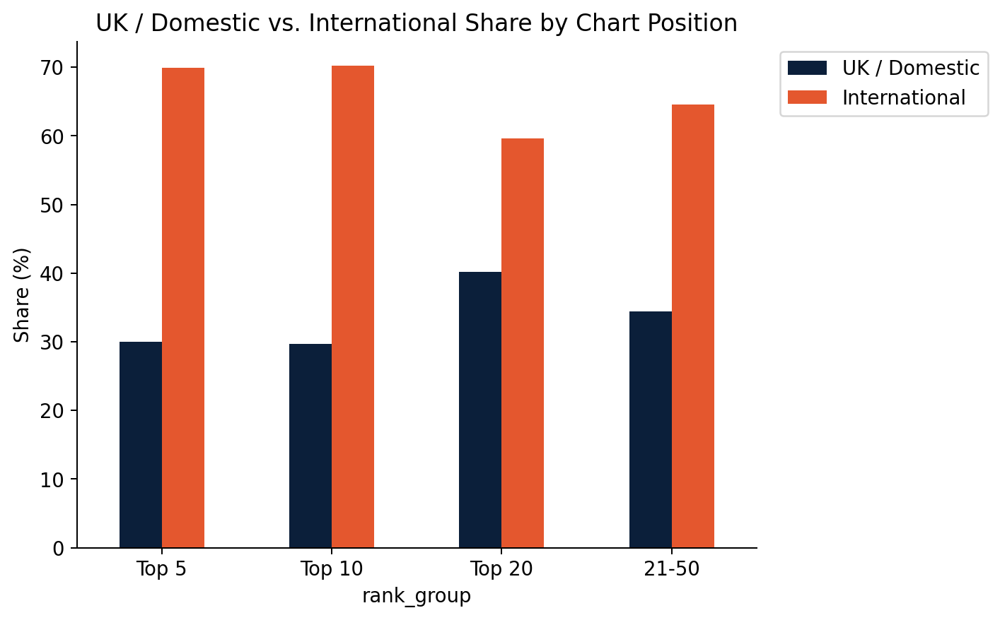 UK / Domestic vs. International Share by Chart Position
UK / Domestic
International
Share (%)
70
60
50
40
30
20
10
0
Top 5
Top 10
Top 20
21-50
rank_group